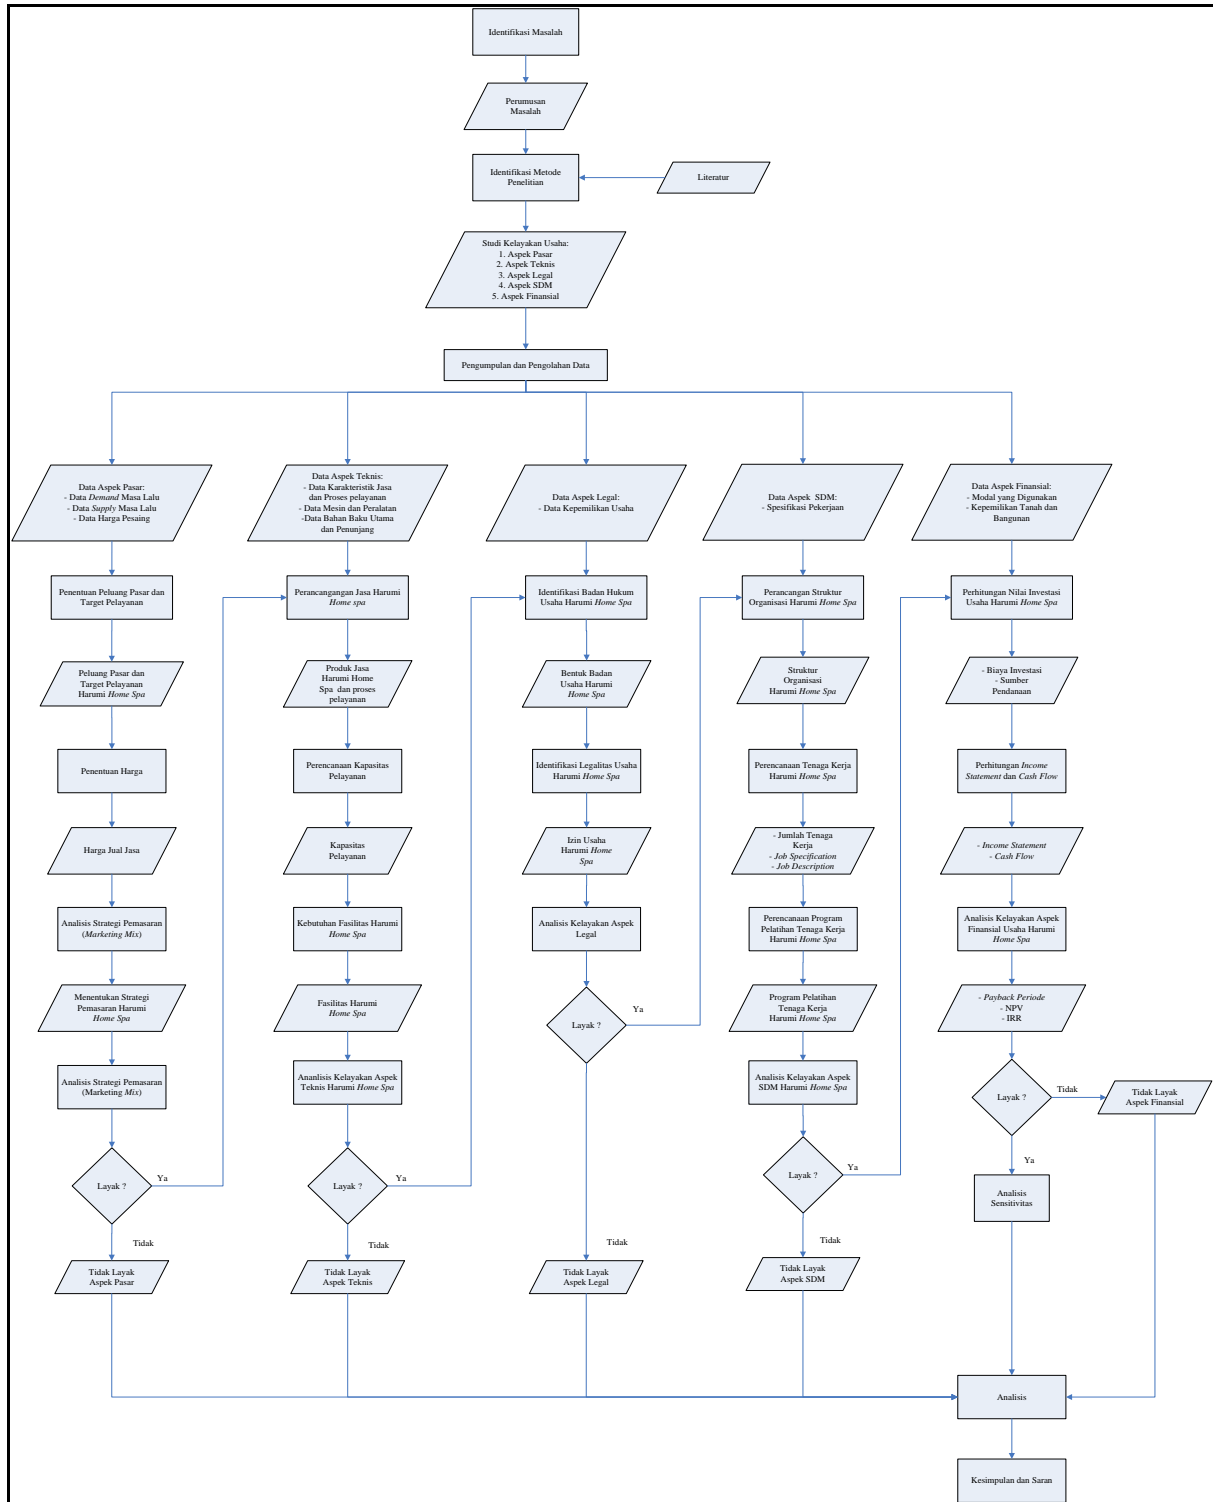 Identifikasi Masalah
Perumusan
Masalah
Identifikasi Metode
Penelitian
Literatur
Studi Kelayakan Usaha:
1. Aspek Pasar
2. Aspek Teknis
3. Aspek Legal
4. Aspek SDM
5. Aspek Finansial
Pengumpulan dan Pengolahan Data
Data Aspek Pasar:
- Data Demand Masa Lalu
- Data Supply Masa Lalu
- Data Harga Pesaing
Penentuan Peluang Pasar dan
Target Pelayanan
Peluang Pasar dan
Target Pelayanan
Harumi Home Spa
Penentuan Harga
Harga Jual Jasa
Analisis Strategi Pemasaran
(Marketing Mix)
Menentukan Strategi
Pemasaran Harumi
Home Spa
Analisis Strategi Pemasaran
(Marketing Mix)
Layak ?
Ya
Tidak
Tidak Layak
Aspek Pasar
Data Aspek Teknis:
- Data Karakteristik Jasa
dan Proses pelayanan
- Data Mesin dan Peralatan
-Data Bahan Baku Utama
dan Penunjang
Perancangangan Jasa Harumi
Home spa
Produk Jasa
Harumi Home
Spa dan proses
pelayanan
Perencanaan Kapasitas
Pelayanan
Kapasitas
Pelayanan
Kebutuhan Fasilitas Harumi
Home Spa
Fasilitas Harumi
Home Spa
Ananlisis Kelayakan Aspek
Teknis Harumi Home Spa
Layak ?
Ya
Tidak
Tidak Layak
Aspek Teknis
Data Aspek Legal:
- Data Kepemilikan Usaha
Identifikasi Badan Hukum
Usaha Harumi Home Spa
Bentuk Badan
Usaha Harumi
Home Spa
Identifikasi Legalitas Usaha
Harumi Home Spa
Izin Usaha
Harumi Home
Spa
Analisis Kelayakan Aspek
Legal
Layak ?
Ya
Tidak
Tidak Layak
Aspek Legal
Data Aspek SDM:
- Spesifikasi Pekerjaan
Perancangan Struktur
Organisasi Harumi Home Spa
Struktur
Organisasi
Harumi Home Spa
Perencanaan Tenaga Kerja
Harumi Home Spa
- Jumlah Tenaga
Kerja
- Job Specification
- Job Description
Perencanaan Program
Pelatihan Tenaga Kerja
Harumi Home Spa
Program Pelatihan
Tenaga Kerja
Harumi Home Spa
Analisis Kelayakan Aspek
SDM Harumi Home Spa
Layak ?
Ya
Tidak
Tidak Layak
Aspek SDM
Data Aspek Finansial:
- Modal yang Digunakan
- Kepemilikan Tanah dan
Bangunan
Perhitungan Nilai Investasi
Usaha Harumi Home Spa
- Biaya Investasi
- Sumber
Pendanaan
Perhitungan Income
Statement dan Cash Flow
- Income Statement
- Cash Flow
Analisis Kelayakan Aspek
Finansial Usaha Harumi
Home Spa
- Payback Periode
- NPV
- IRR
Layak ?
Tidak
Tidak Layak
Aspek Finansial
Ya
Analisis
Sensitivitas
Analisis
Kesimpulan dan Saran